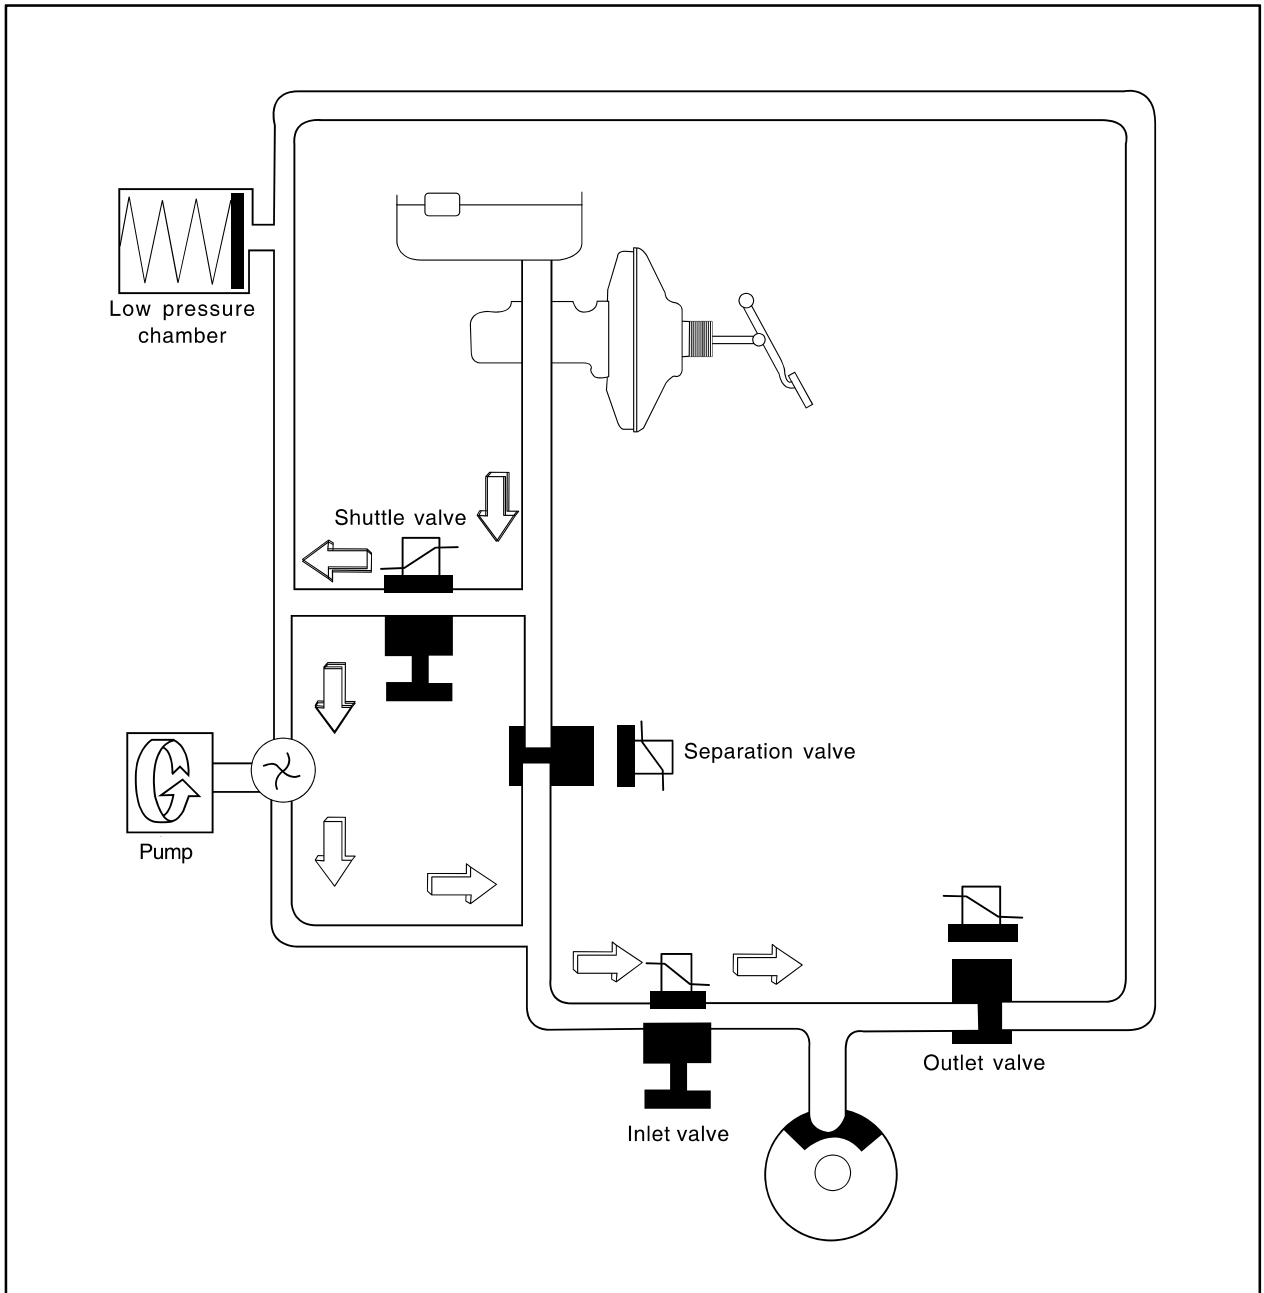 Low pressure
chamber
Shuttle valve
Separation valve
Pump
Outlet valve
Inlet valve